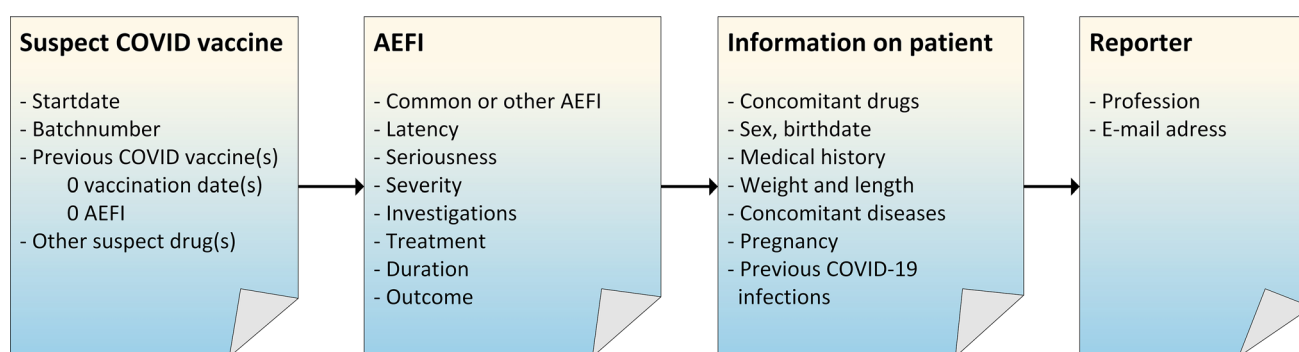 Suspect COVID vaccine
- Startdate
- Batchnumber
- Previous COVID vaccine(s)
0 vaccination date(s)
0 AEFI
- Other suspect drug(s)
AEFI
- Common or other AEFI
- Latency
- Seriousness
- Severity
- Investigations
- Treatment
- Duration
- Outcome
Information on patient
- Concomitant drugs
- Sex, birthdate
- Medical history
- Weight and length
- Concomitant diseases
- Pregnancy
- Previous COVID-19
infections
Reporter
- Profession
- E-mail adress